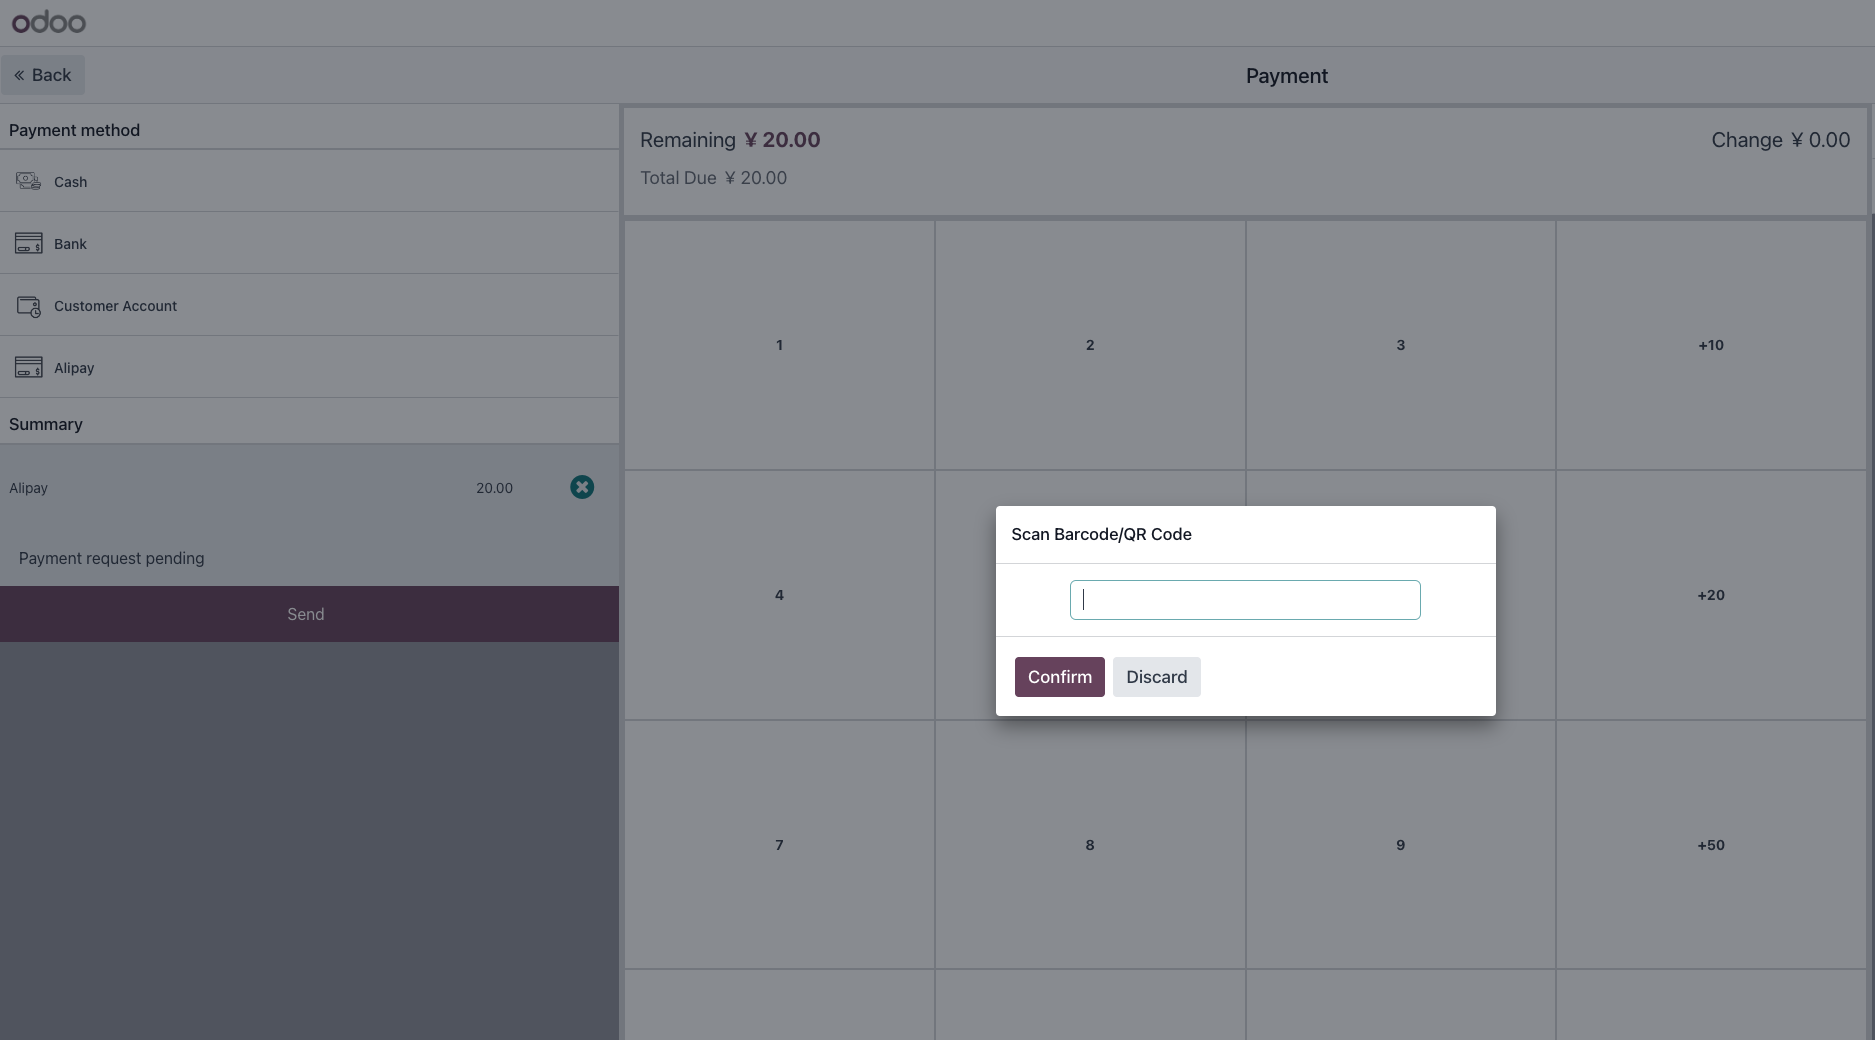 odoo
« Back
Payment
Payment method
Cash
Bank
Customer Account
Alipay
Summary
Alipay 20.00
Payment request pending
Send
Remaining ¥ 20.00
Change ¥ 0.00
Total Due ¥ 20.00
1 2 3 +10
4 +20
7 8 9 +50
Scan Barcode/QR Code
Confirm Discard